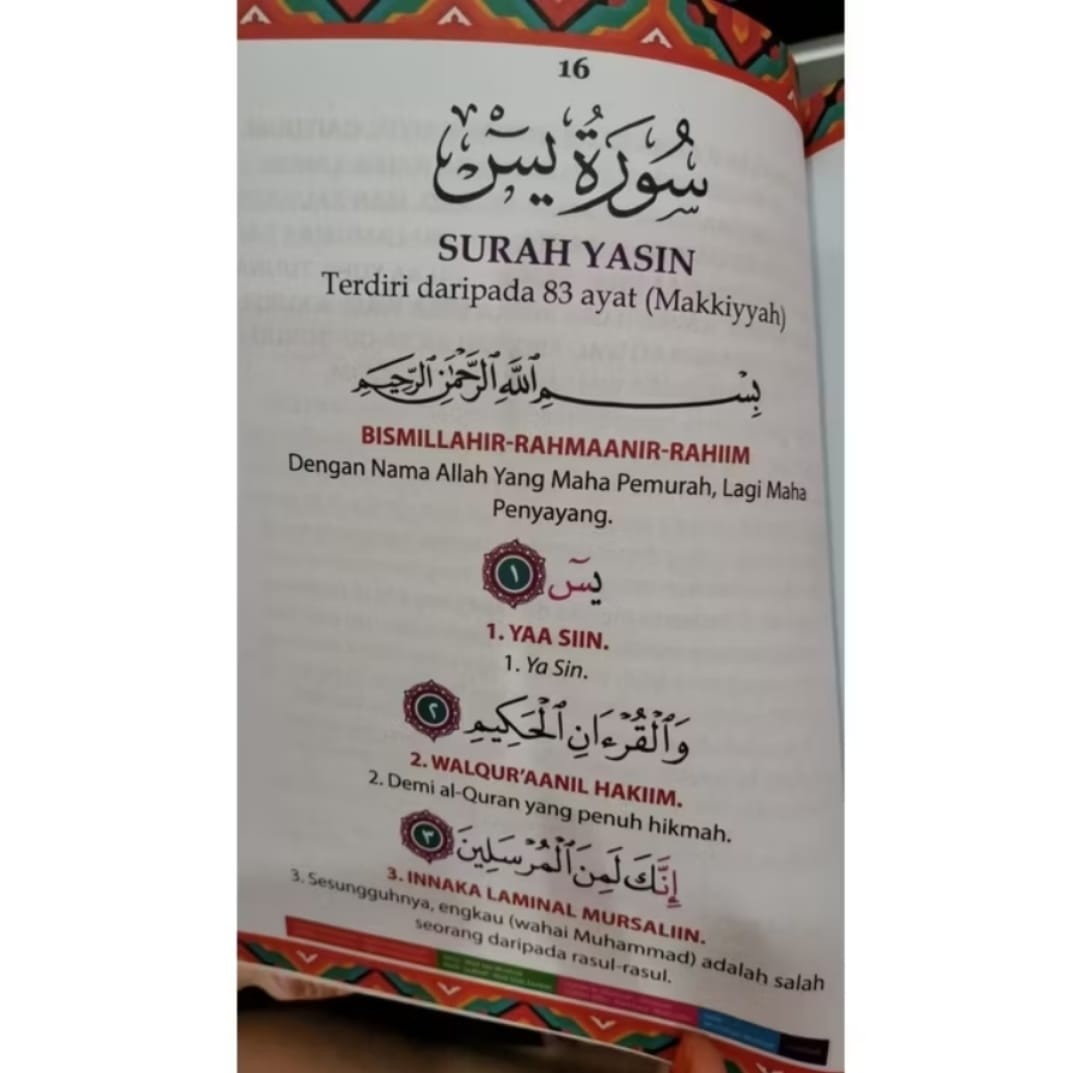 16
سُورَةُ يسٓ
SURAH YASIN
Terdiri daripada 83 ayat (Makkiyyah)
بِسْمِ ٱللَّهِ ٱلرَّحْمَٰنِ ٱلرَّحِيمِ
BISMILLAHIR-RAHMAANIR-RAHIIM
Dengan Nama Allah Yang Maha Pemurah, Lagi Maha
Penyayang.
يسٓ ١
1. YAA SIIN.
1. Ya Sin.
وَٱلْقُرْءَانِ ٱلْحَكِيمِ ٢
2. WALQUR'AANIL HAKIIM.
2. Demi al-Quran yang penuh hikmah.
إِنَّكَ لَمِنَ ٱلْمُرْسَلِينَ ٣
3. INNAKA LAMINAL MURSALIIN.
3. Sesungguhnya, engkau (wahai Muhammad) adalah salah
seorang daripada rasul-rasul.